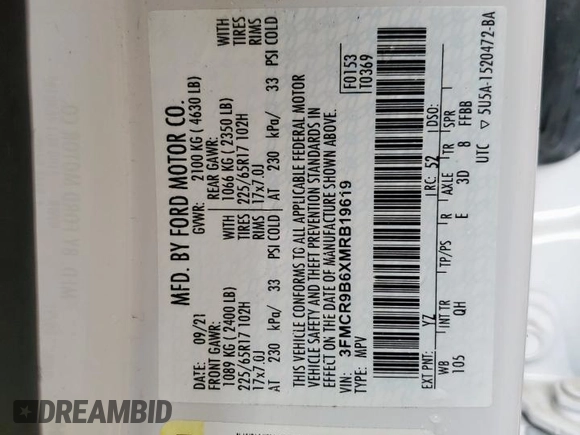 MFD. BY FORD MOTOR CO.
DATE: 09/21 GVWR: 2100 KG ( 4630 LB)
FRONT GAWR: REAR GAWR: WITH
1089 KG ( 2400 LB) 1066 KG ( 2350 LB) TIRES
225/65R17 102H TIRES 225/65R17 102H RIMS
17x7.0J RIMS 17x7.0J
AT 230 kPa/ 33 PSI COLD AT 230 kPa/ 33 PSI COLD
THIS VEHICLE CONFORMS TO ALL APPLICABLE FEDERAL MOTOR
VEHICLE SAFETY AND THEFT PREVENTION STANDARDS IN
EFFECT ON THE DATE OF MANUFACTURE SHOWN ABOVE.
VIN: 3FMCR9B6XMRB19619 F0153
TYPE: MPV T0369
EXT PNT: YZ RC: 52 DSO:
WB INT TR TP/PS R AXLE TR SPR
105 QH E 3D 8 FFBB
UTC ▽ 5U5A-1520472-BA
DREAMBID
dreambid.com